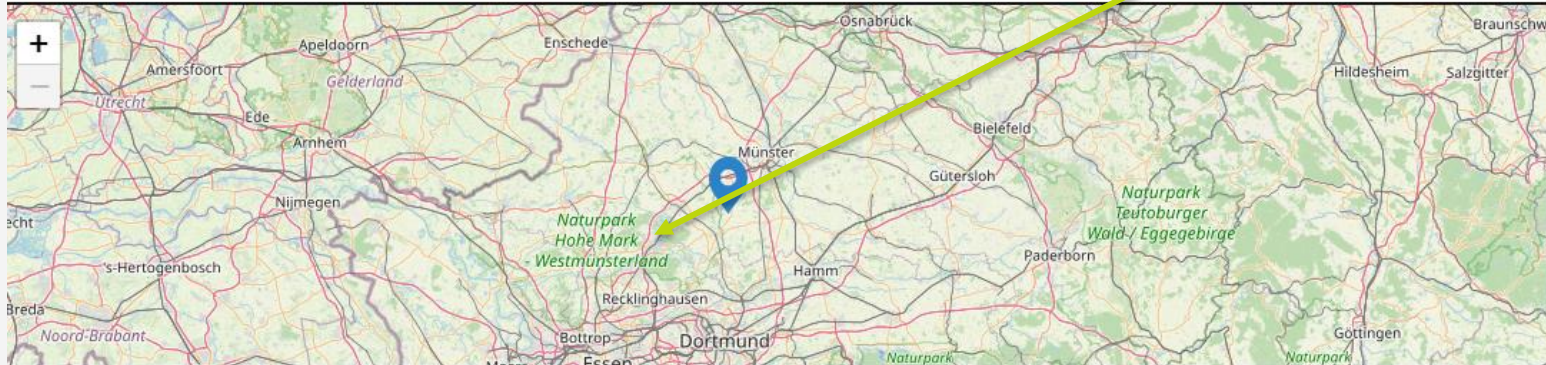 +
−
Osnabrück
Braunschw
Enschede
Apeldoorn
Amersfoort
Gelderland
Hildesheim
Salzgitter
Utrecht
Ede
Bielefeld
Arnhem
Münster
Gütersloh
Nijmegen
Naturpark
Teutoburger
Wald / Eggegebirge
Naturpark
Hohe Mark
- Westmünsterland
echt
Paderborn
's-Hertogenbosch
Hamm
Recklinghausen
Breda
Noord-Brabant
Bottrop
Dortmund
Göttingen
Essen
Naturpark
Naturpark